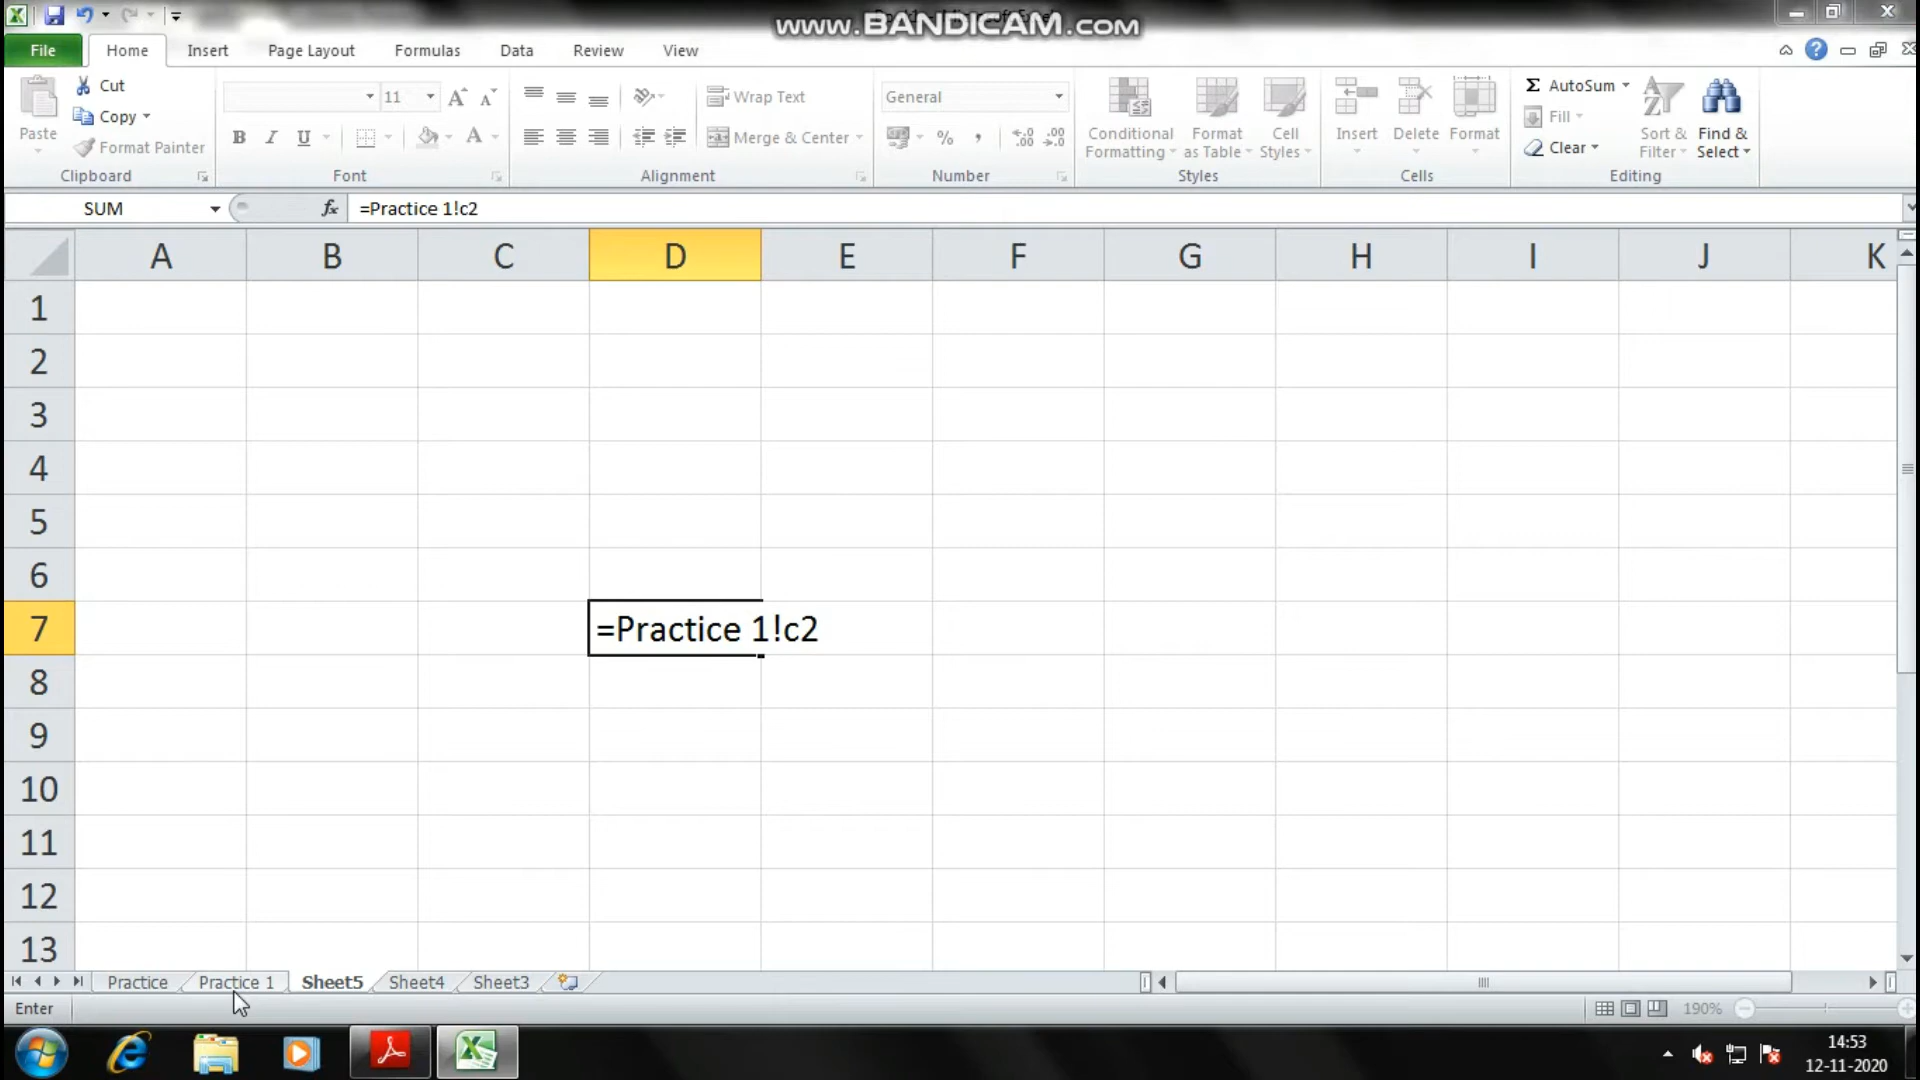 www.BANDICAM.com
File Home Insert Page Layout Formulas Data Review View
Cut
Copy
Format Painter
Paste
Clipboard
11
B I U
Font
Wrap Text
Merge & Center
Alignment
General
%
Number
Conditional Formatting
Format as Table
Cell Styles
Styles
Insert Delete Format
Cells
Σ AutoSum
Fill
Clear
Sort & Filter
Find & Select
Editing
SUM fx =Practice 1!c2
A B C D E F G H I J K
1
2
3
4
5
6
7 =Practice 1!c2
8
9
10
11
12
13
Practice Practice 1 Sheet5 Sheet4 Sheet3
Enter 190%
14:53
12-11-2020